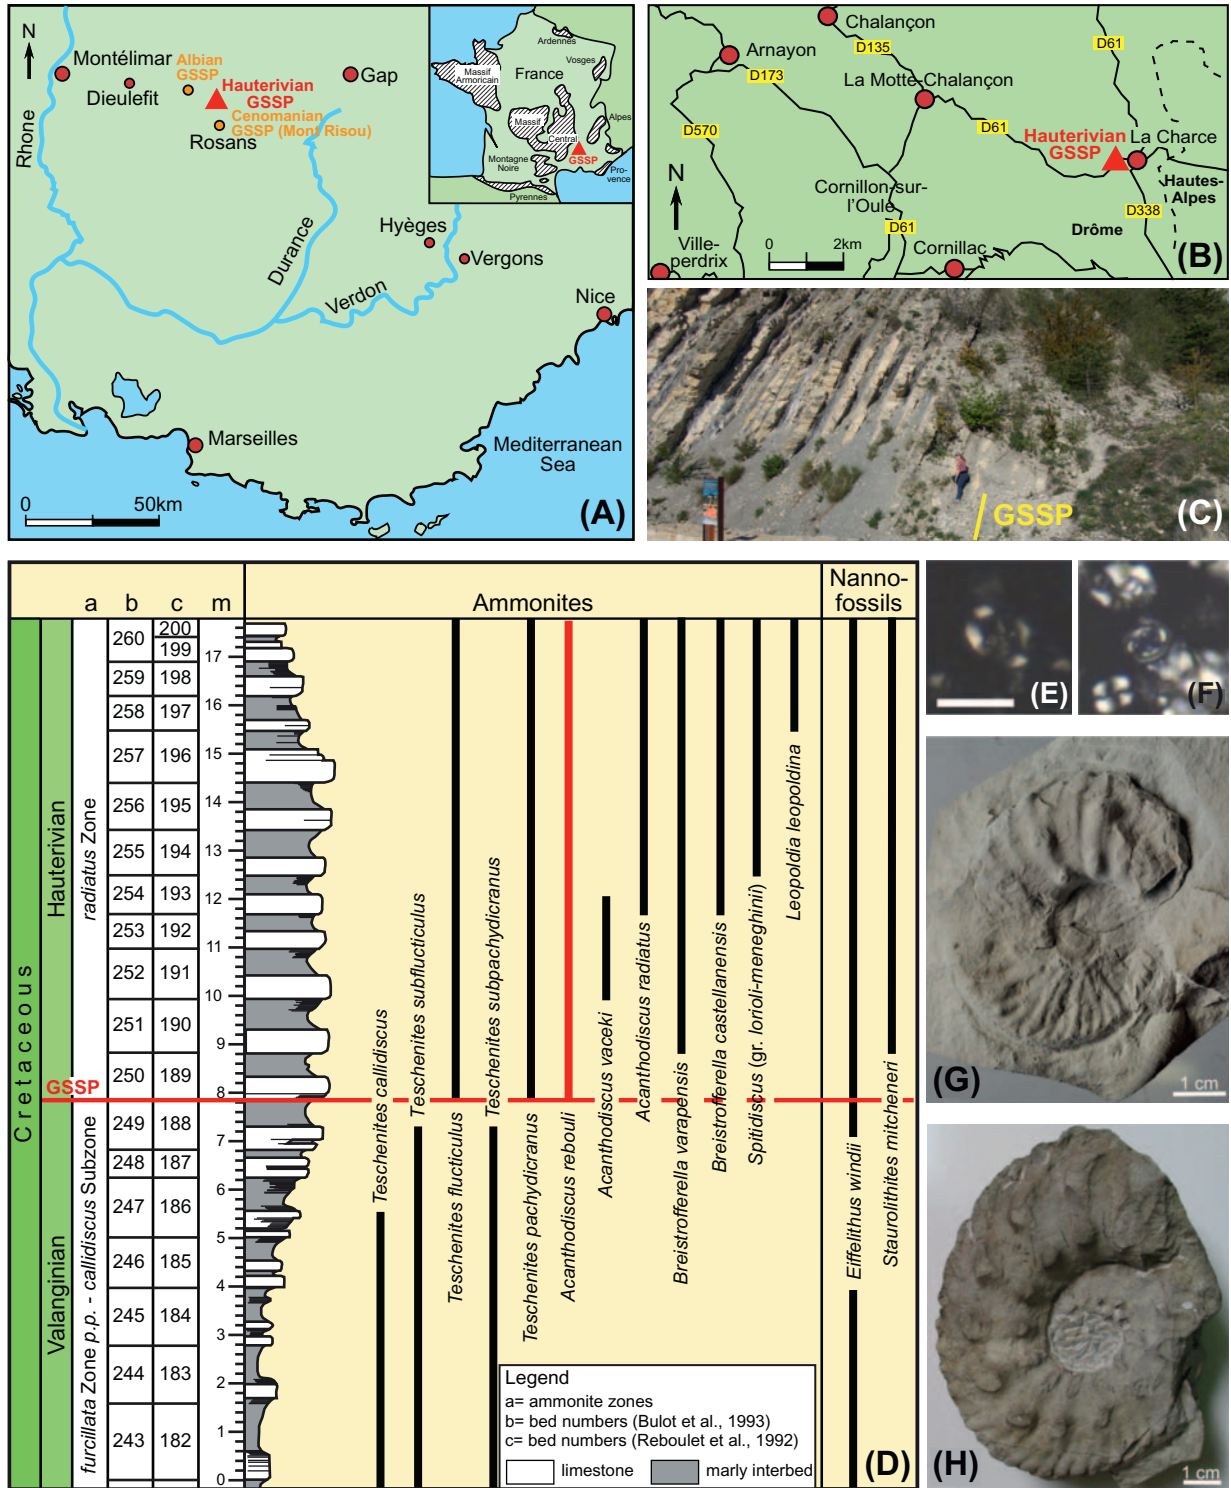 N
Montélimar
Albian
GSSP
Dieulefit
Hauterivian
GSSP
Gap
Cenomanian
GSSP (Mont Risou)
Rosans
Rhone
Durance
Verdon
Hyèges
Vergons
Nice
Marseilles
Mediterranean
Sea
0 50km
(A)
Ardennes
Vosges
Massif
Armoricain
France
Massif
Central
Alpes
GSSP
Montagne
Noire
Pro-
vence
Pyrennes
Chalançon
D135
D61
Arnayon
D173
La Motte-Chalançon
D570
D61
Hauterivian
GSSP
La Charce
N
Cornillon-sur-
l'Oule
Hautes-
Alpes
D338
D61
Drôme
Ville-
perdrix
0 2km
Cornillac
(B)
GSSP
(C)
a b c m
Ammonites
Nanno-
fossils
Cretaceous
Hauterivian
Valanginian
radiatus Zone
furcillata Zone p.p. - callidiscus Subzone
GSSP
260 200
199
259 198
258 197
257 196
256 195
255 194
254 193
253 192
252 191
251 190
250 189
249 188
248 187
247 186
246 185
245 184
244 183
243 182
17
16
15
14
13
12
11
10
9
8
7
6
5
4
3
2
1
0
Teschenites callidiscus
Teschenites subflucticulus
Teschenites flucticulus
Teschenites subpachydicranus
Teschenites pachydicranus
Acanthodiscus rebouli
Acanthodiscus vaceki
Acanthodiscus radiatus
Breistrofferella varapensis
Breistrofferella castellanensis
Spitidiscus (gr. lorioli-meneghinii)
Leopoldia leopoldina
Eiffelithus windii
Staurolithites mitcheneri
Legend
a= ammonite zones
b= bed numbers (Bulot et al., 1993)
c= bed numbers (Reboulet et al., 1992)
limestone marly interbed
(D)
(E)
(F)
(G)
1 cm
(H)
1 cm